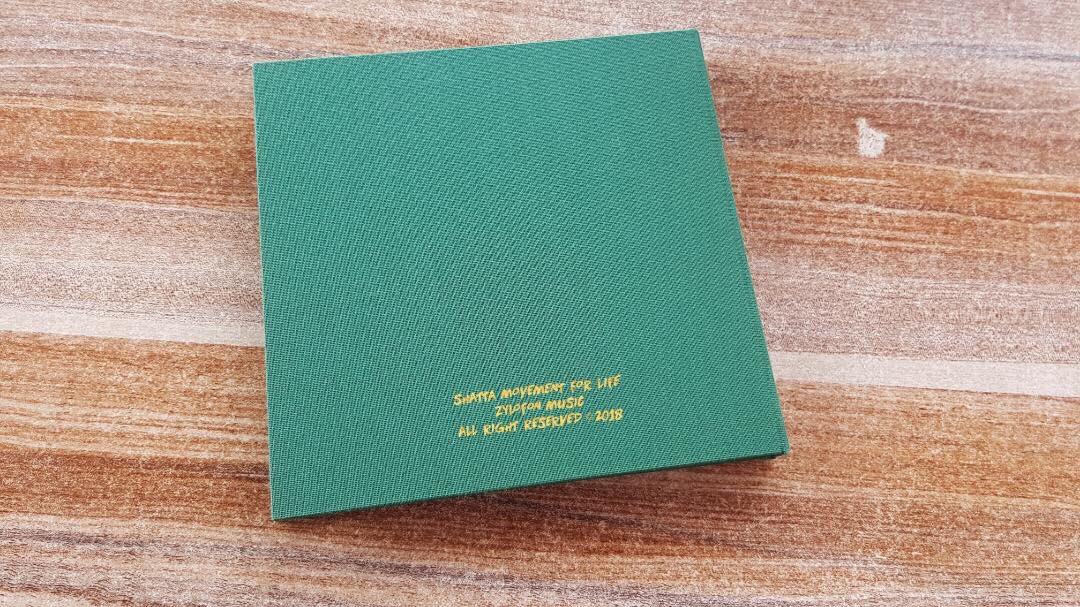 SHATTA MOVEMENT FOR LIFE
ZYLOFON MUSIC
ALL RIGHT RESERVED © 2018